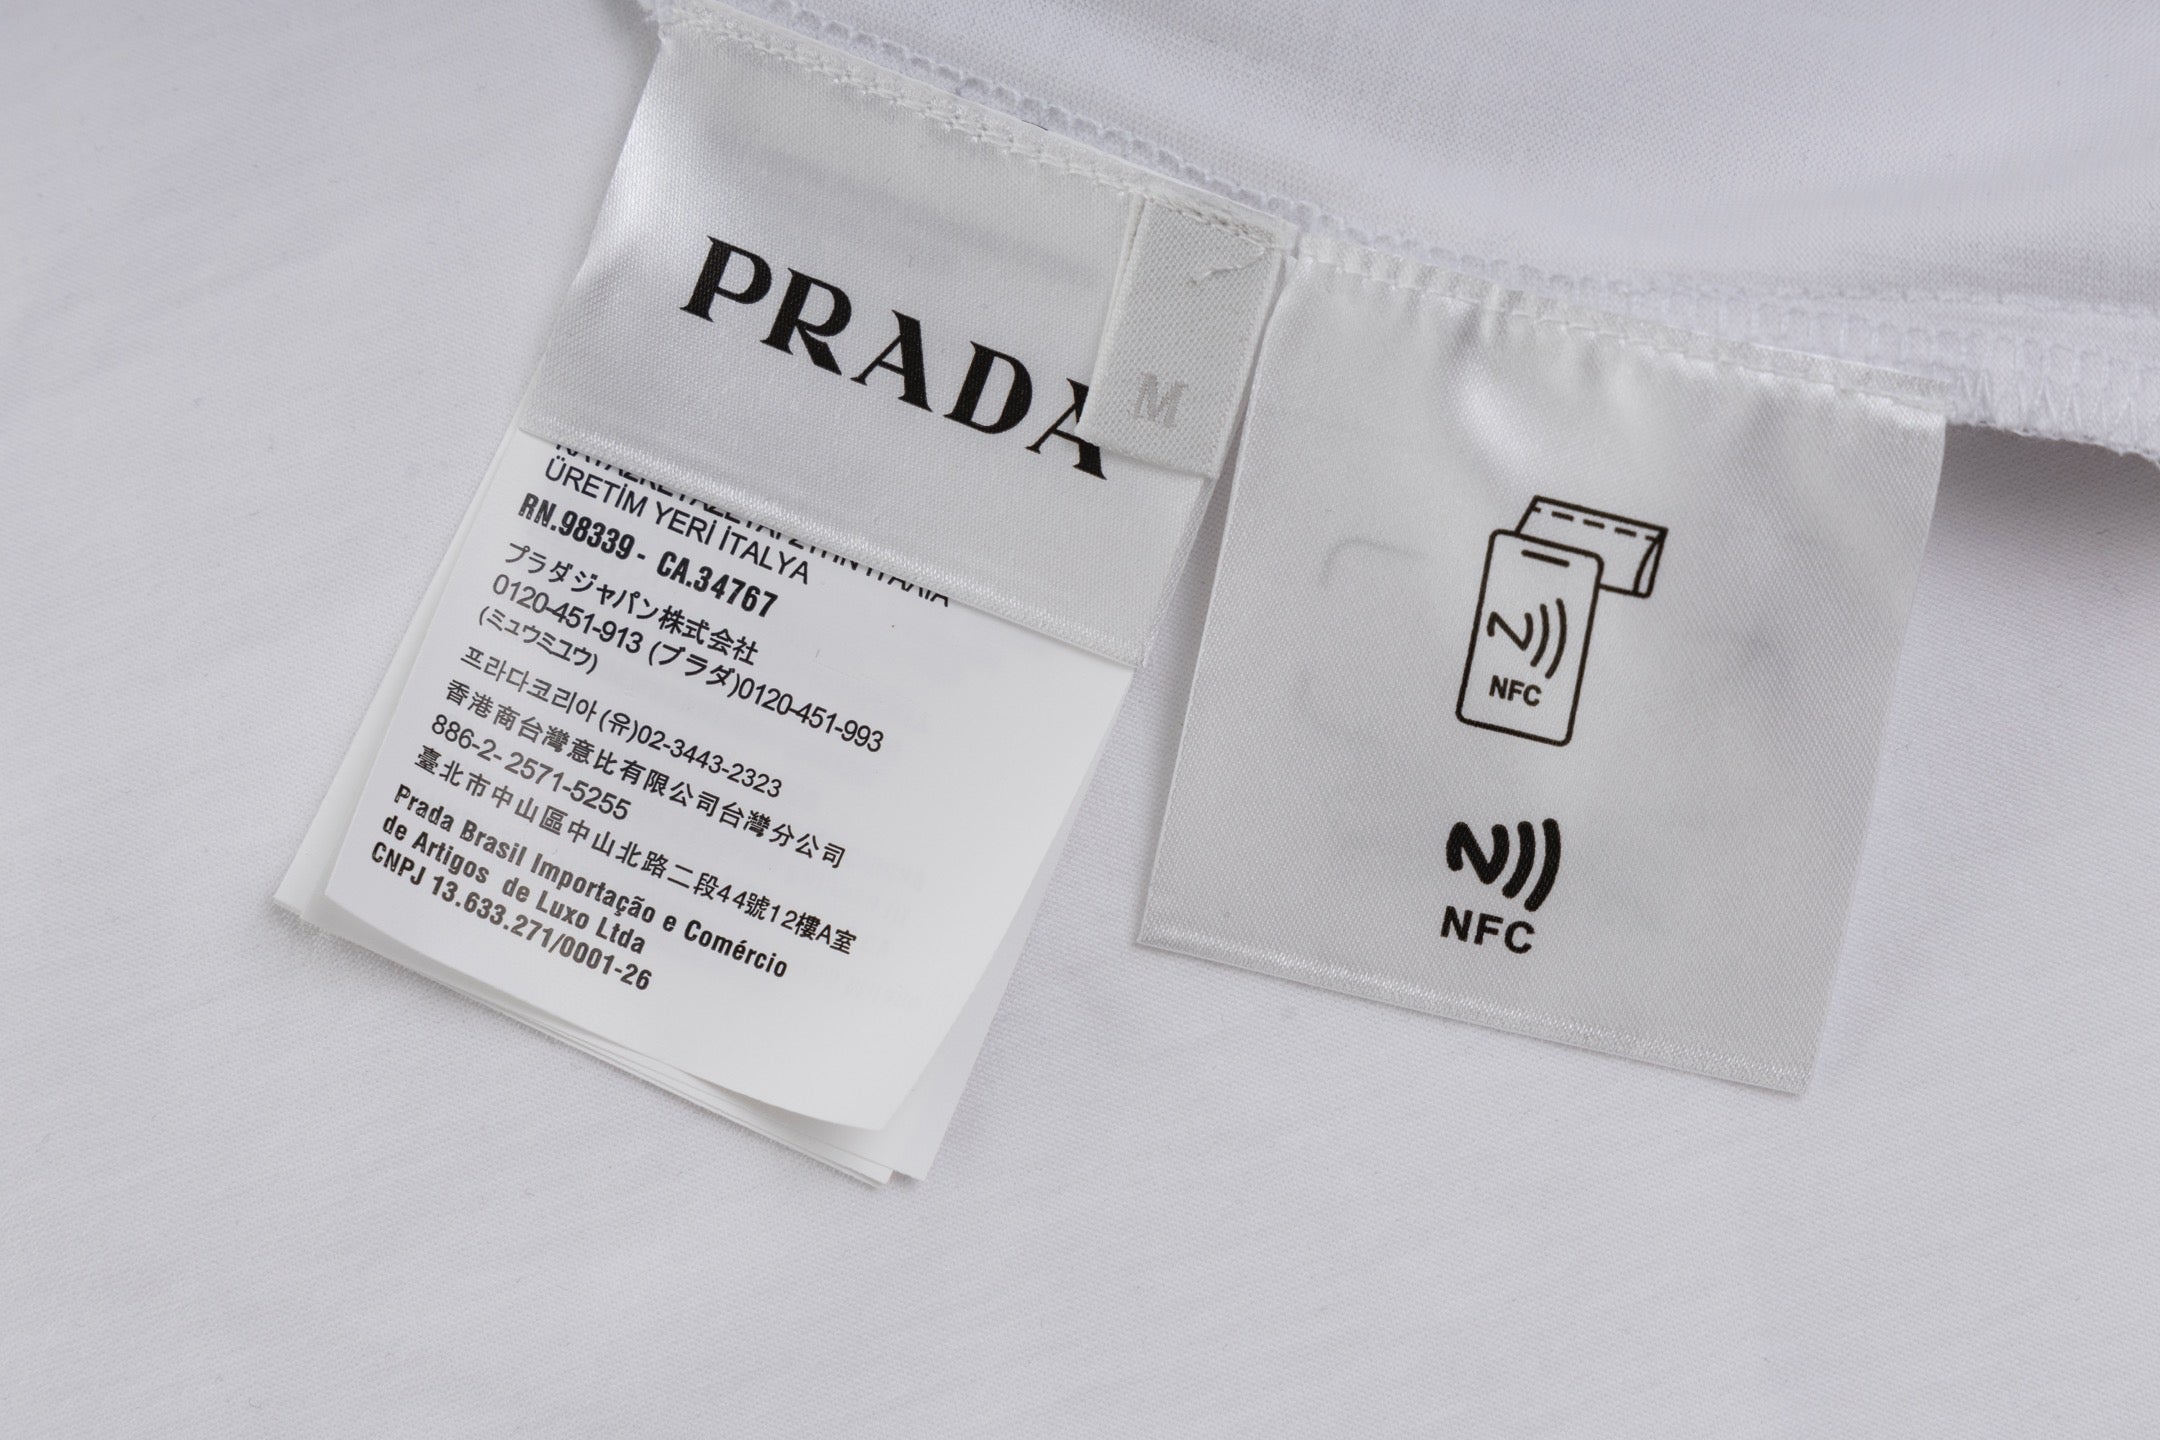 PRADA
M
ÜRETİM YERİ İTALYA
RN.98339 - CA.34767
プラダジャパン株式会社
0120-451-913 (プラダ)0120-451-993
(ミュウミュウ)
프라다코리아(유)02-3443-2323
香港商台灣意比有限公司台灣分公司
886-2- 2571-5255
臺北市中山區中山北路二段44號12樓A室
Prada Brasil Importação e Comércio
de Artigos de Luxo Ltda
CNPJ 13.633.271/0001-26
NFC
NFC